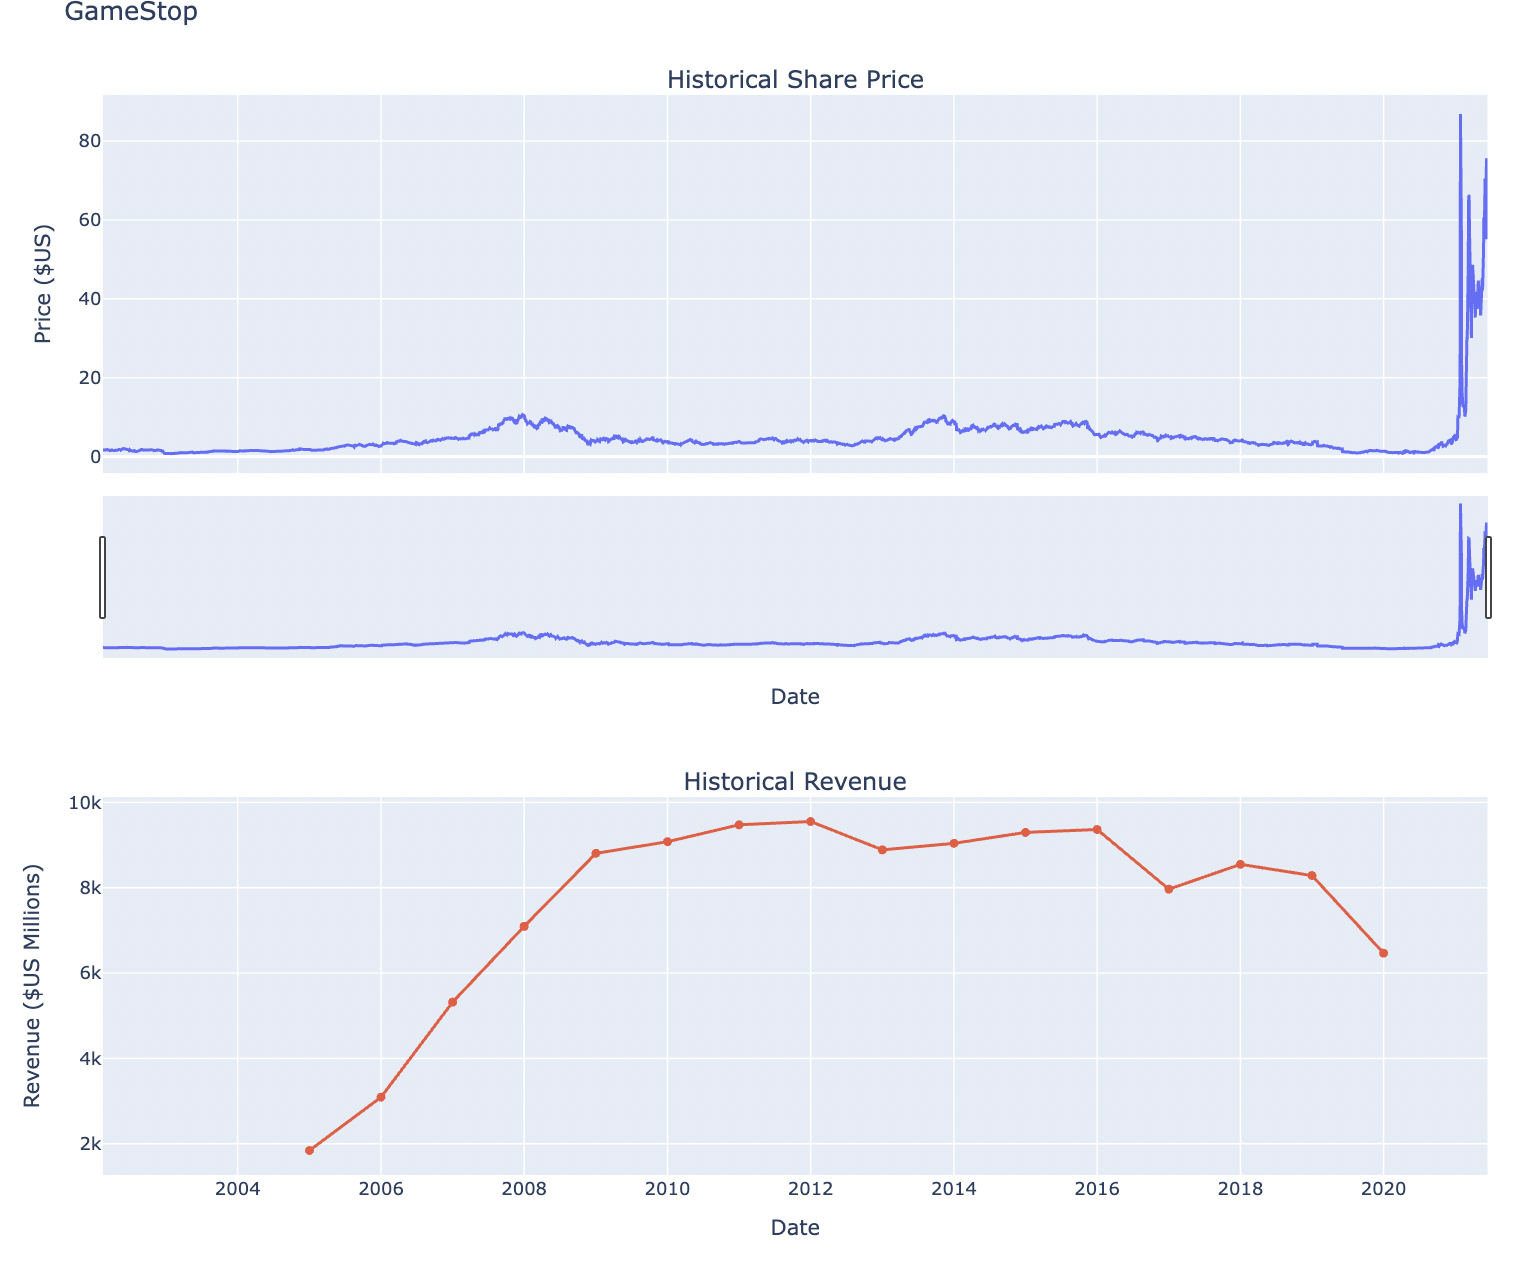 GameStop
Historical Share Price
80
60
40
20
0
Price ($US)
Date
Historical Revenue
10k
8k
6k
4k
2k
Revenue ($US Millions)
2004 2006 2008 2010 2012 2014 2016 2018 2020
Date